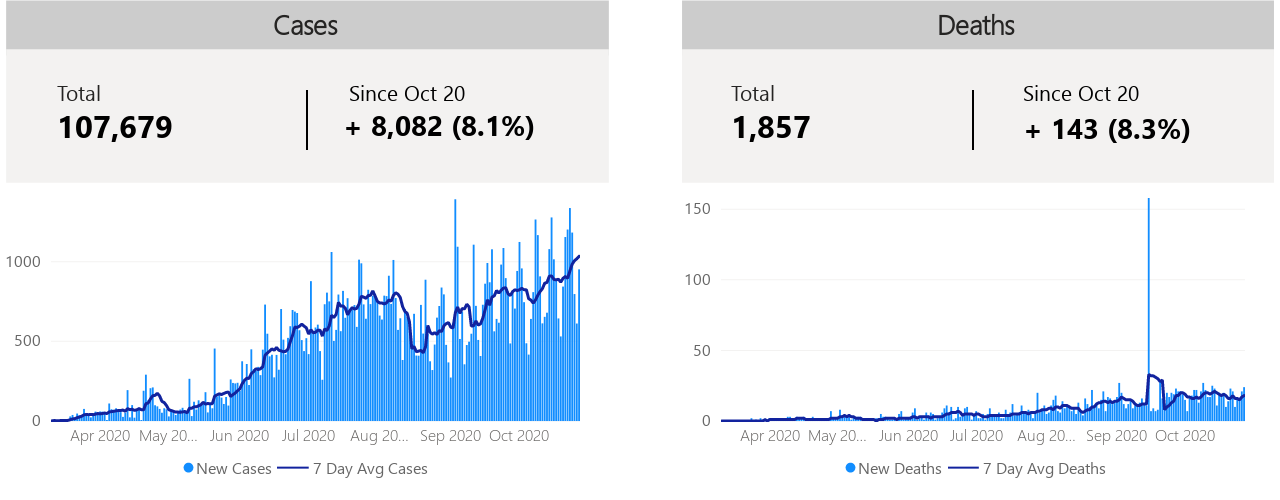 Cases
Total
107,679
Since Oct 20
+ 8,082 (8.1%)
1000
500
0
Apr 2020 May 20... Jun 2020 Jul 2020 Aug 20... Sep 2020 Oct 2020
New Cases 7 Day Avg Cases
Deaths
Total
1,857
Since Oct 20
+ 143 (8.3%)
150
100
50
0
Apr 2020 May 20... Jun 2020 Jul 2020 Aug 20... Sep 2020 Oct 2020
New Deaths 7 Day Avg Deaths